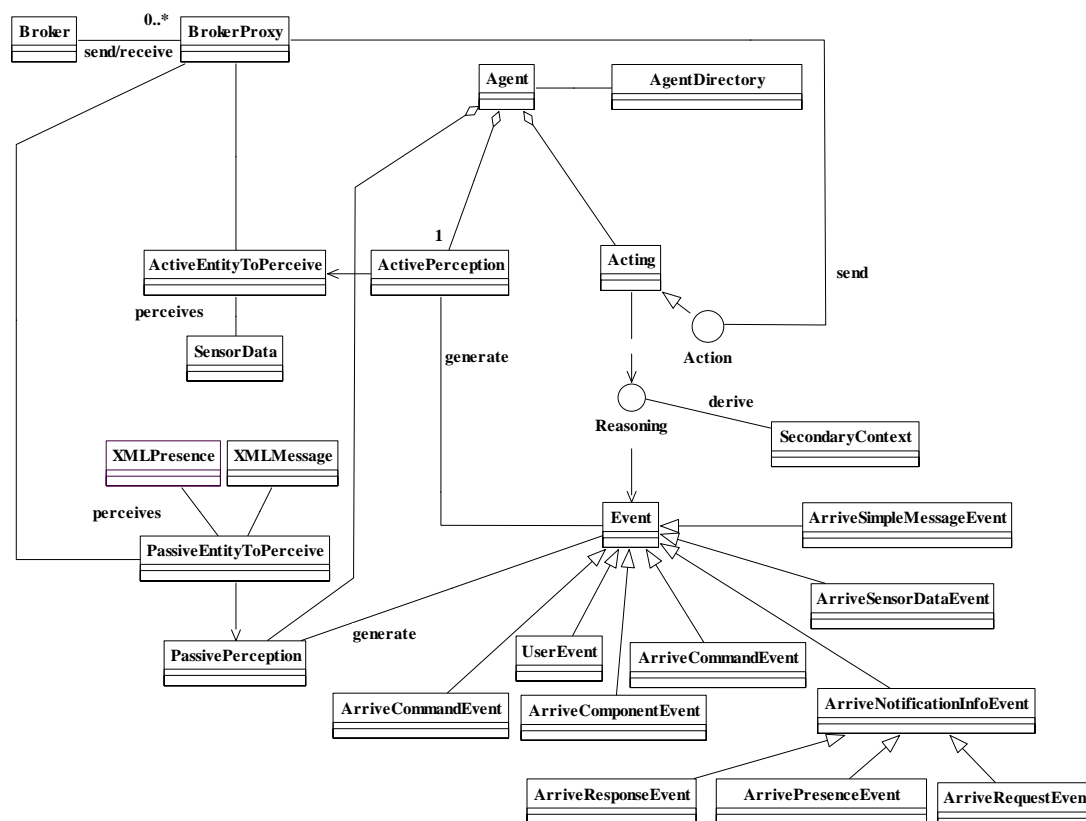 0..*
Broker
BrokerProxy
send/receive
Agent
AgentDirectory
1
ActiveEntityToPerceive
ActivePerception
Acting
send
perceives
SensorData
generate
Action
derive
Reasoning
SecondaryContext
XMLPresence
XMLMessage
perceives
Event
ArriveSimpleMessageEvent
PassiveEntityToPerceive
ArriveSensorDataEvent
generate
PassivePerception
UserEvent
ArriveCommandEvent
ArriveCommandEvent
ArriveComponentEvent
ArriveNotificationInfoEvent
ArriveResponseEvent
ArrivePresenceEvent
ArriveRequestEvent